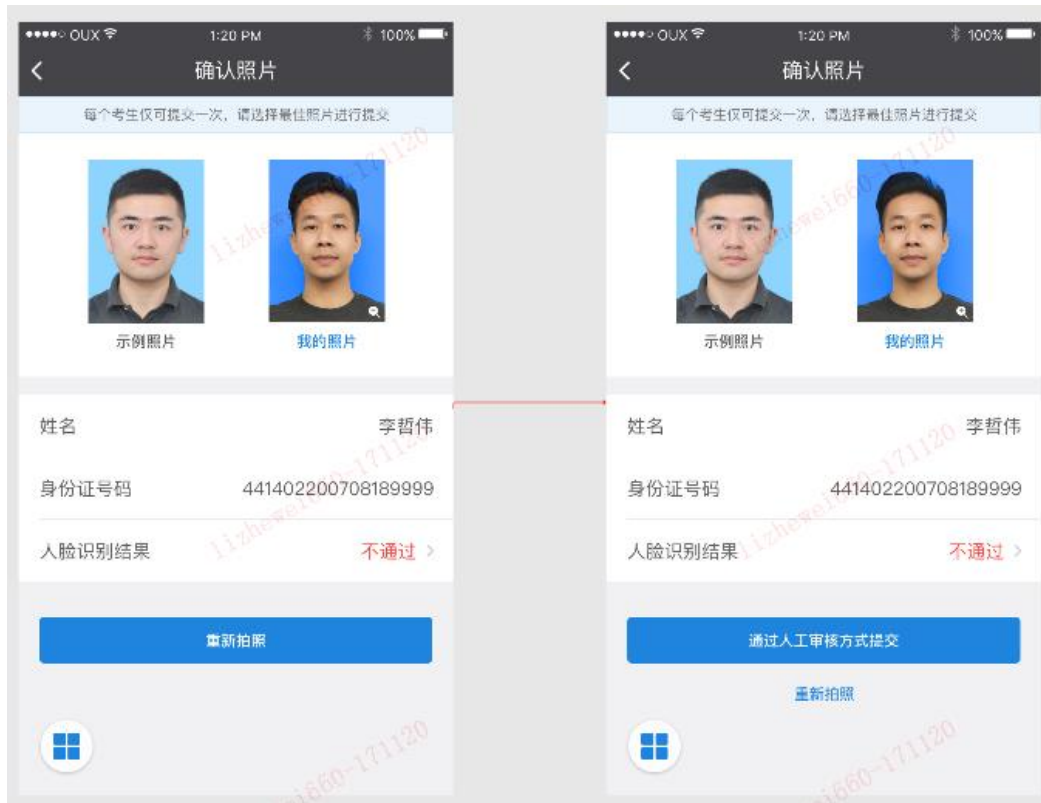 OUX 1:20 PM 100%
确认照片
每个考生仅可提交一次，请选择最佳照片进行提交
示例照片 我的照片
姓名 李哲伟
身份证号码 441402200708189999
人脸识别结果 不通过
重新拍照
OUX 1:20 PM 100%
确认照片
每个考生仅可提交一次，请选择最佳照片进行提交
示例照片 我的照片
姓名 李哲伟
身份证号码 441402200708189999
人脸识别结果 不通过
通过人工审核方式提交
重新拍照
lizhewei660-171120